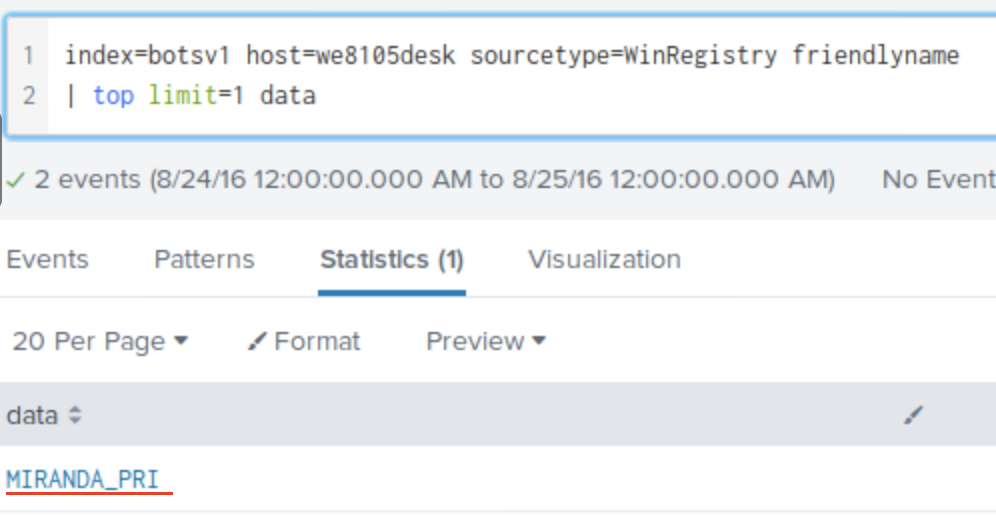 1 index=botsv1 host=we8105desk sourcetype=WinRegistry friendlyname
2 | top limit=1 data
2 events (8/24/16 12:00:00.000 AM to 8/25/16 12:00:00.000 AM) No Event
Events Patterns Statistics (1) Visualization
20 Per Page Format Preview
data
MIRANDA_PRI